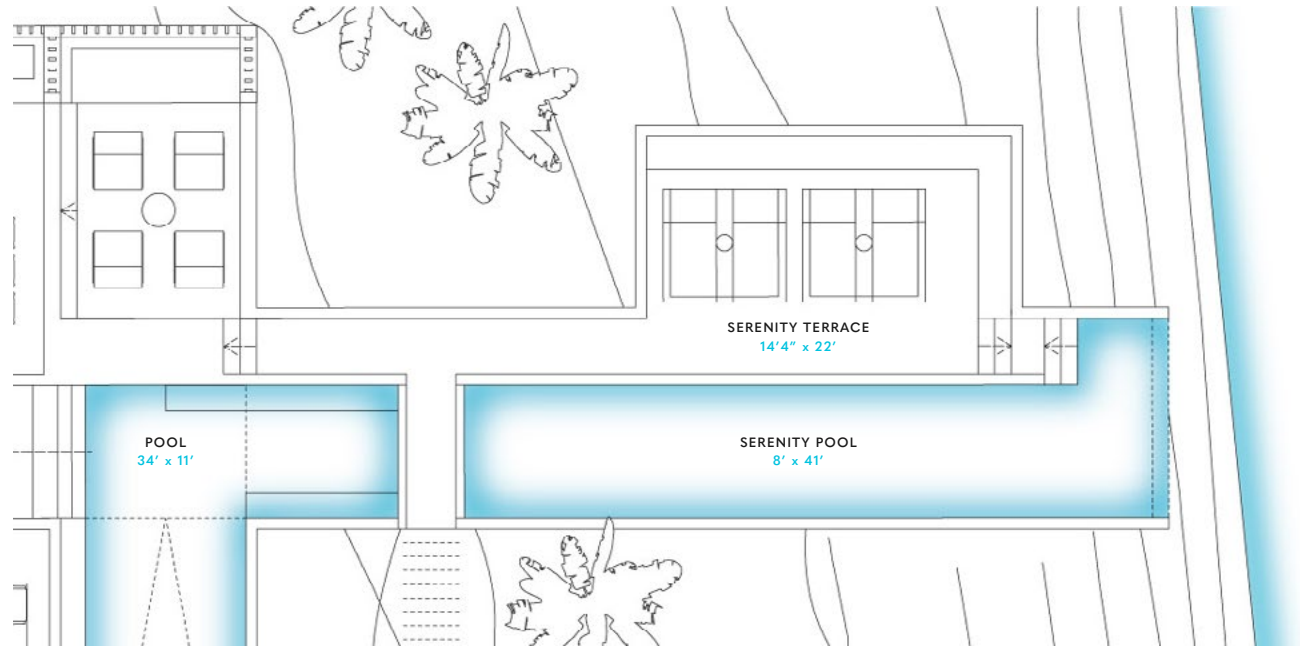 SERENITY TERRACE
14’4” x 22’
POOL
34’ x 11’
SERENITY POOL
8’ x 41’